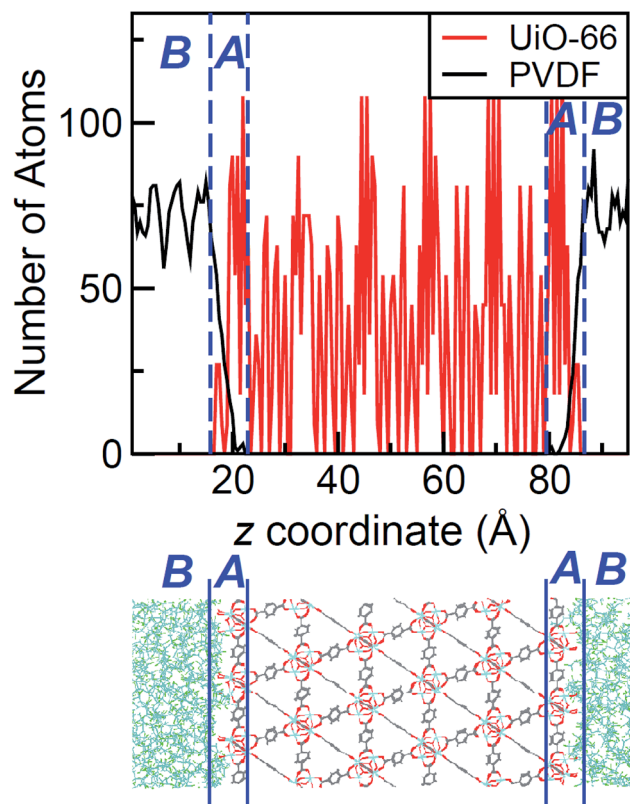 B A UiO-66
PVDF
A B
100
50
0
Number of Atoms
20 40 60 80
z coordinate (Å)
B A A B